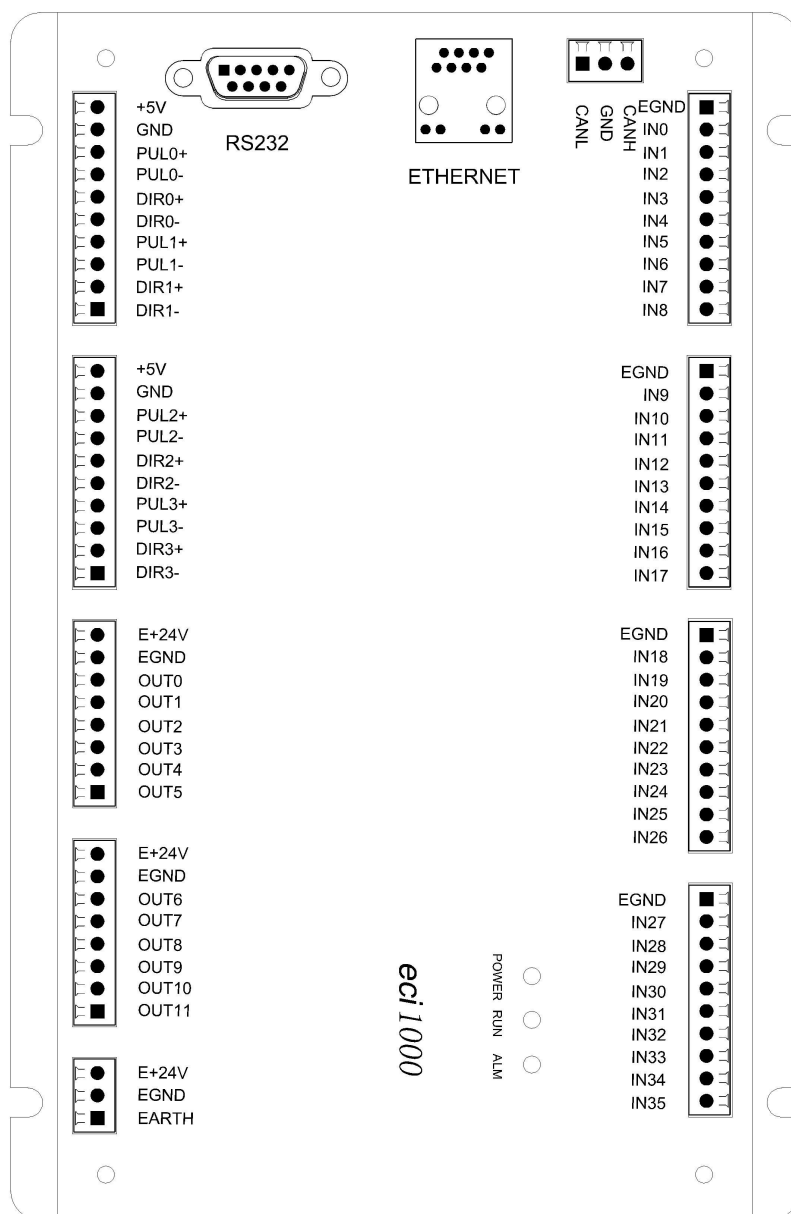 RS232
ETHERNET
CANL
GND
CANH
+5V
GND
PUL0+
PUL0-
DIR0+
DIR0-
PUL1+
PUL1-
DIR1+
DIR1-
+5V
GND
PUL2+
PUL2-
DIR2+
DIR2-
PUL3+
PUL3-
DIR3+
DIR3-
E+24V
EGND
OUT0
OUT1
OUT2
OUT3
OUT4
OUT5
E+24V
EGND
OUT6
OUT7
OUT8
OUT9
OUT10
OUT11
E+24V
EGND
EARTH
eci 1000
POWER RUN ALM
EGND
IN0
IN1
IN2
IN3
IN4
IN5
IN6
IN7
IN8
EGND
IN9
IN10
IN11
IN12
IN13
IN14
IN15
IN16
IN17
EGND
IN18
IN19
IN20
IN21
IN22
IN23
IN24
IN25
IN26
EGND
IN27
IN28
IN29
IN30
IN31
IN32
IN33
IN34
IN35